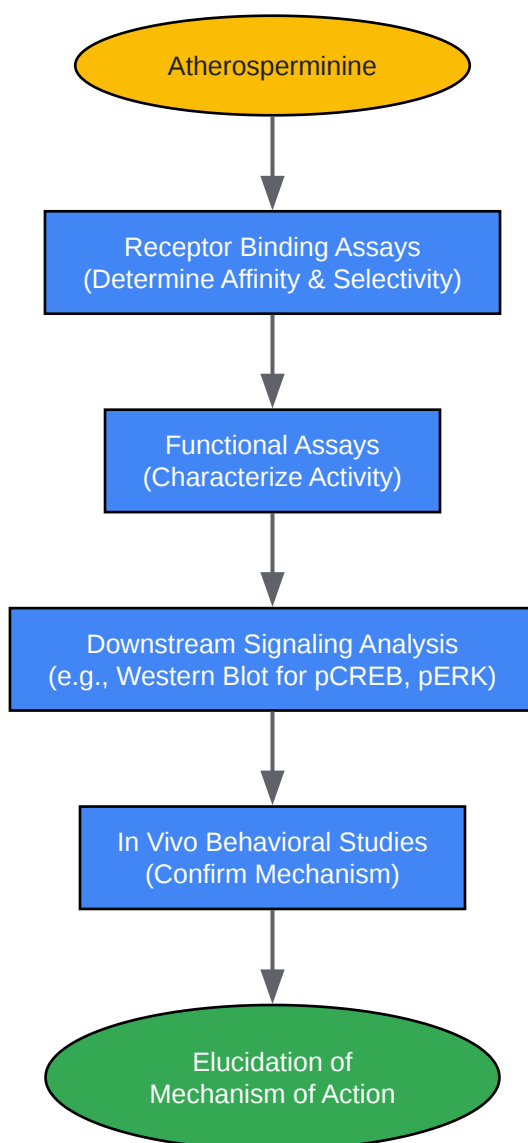 Atherosperminine
Receptor Binding Assays
(Determine Affinity & Selectivity)
Functional Assays
(Characterize Activity)
Downstream Signaling Analysis
(e.g., Western Blot for pCREB, pERK)
In Vivo Behavioral Studies
(Confirm Mechanism)
Elucidation of
Mechanism of Action